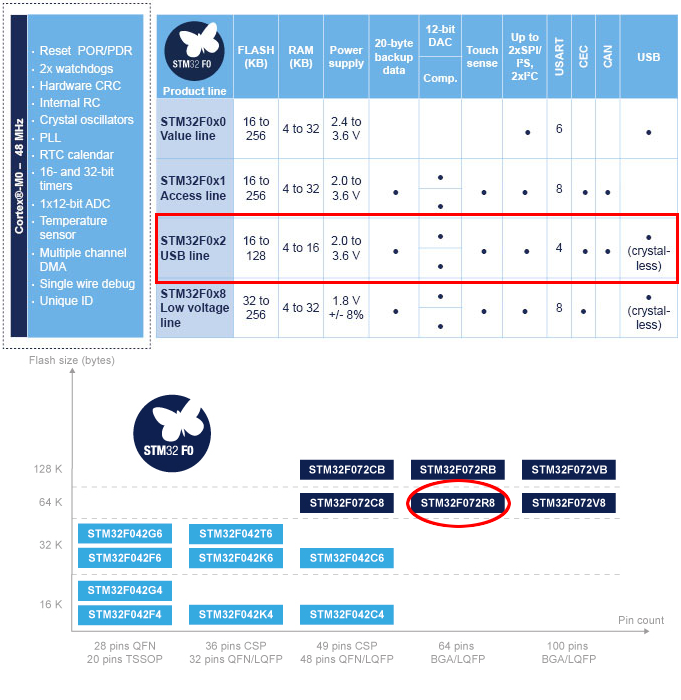 Cortex®-M0 – 48 MHz
· Reset POR/PDR
· 2x watchdogs
· Hardware CRC
· Internal RC
· Crystal oscillators
· PLL
· RTC calendar
· 16- and 32-bit
timers
· 1x12-bit ADC
· Temperature
sensor
· Multiple channel
DMA
· Single wire debug
· Unique ID
STM32 F0
Product line
FLASH
(KB)
RAM
(KB)
Power
supply
20-byte
backup
data
12-bit
DAC
Comp.
Touch
sense
Up to
2xSPI/
I²S,
2xI²C
USART
CEC
CAN
USB
STM32F0x0
Value line
16 to
256
4 to 32
2.4 to
3.6 V
•
6
•
STM32F0x1
Access line
16 to
256
4 to 32
2.0 to
3.6 V
•
•
•
•
•
8
•
•
STM32F0x2
USB line
16 to
128
4 to 16
2.0 to
3.6 V
•
•
•
•
•
4
•
•
•
(crystal-
less)
STM32F0x8
Low voltage
line
32 to
256
4 to 32
1.8 V
+/- 8%
•
•
•
•
•
8
•
•
(crystal-
less)
Flash size (bytes)
STM32 F0
128 K
STM32F072CB
STM32F072RB
STM32F072VB
64 K
STM32F072C8
STM32F072R8
STM32F072V8
32 K
STM32F042G6
STM32F042T6
STM32F042F6
STM32F042K6
STM32F042C6
16 K
STM32F042G4
STM32F042F4
STM32F042K4
STM32F042C4
Pin count
28 pins QFN
20 pins TSSOP
36 pins CSP
32 pins QFN/LQFP
49 pins CSP
48 pins QFN/LQFP
64 pins
BGA/LQFP
100 pins
BGA/LQFP